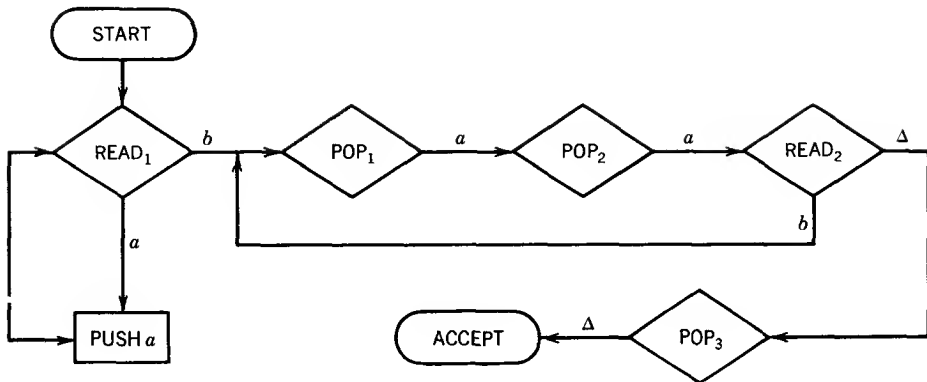 START
READ₁
b
POP₁
a
POP₂
a
READ₂
Δ
a
b
PUSH a
ACCEPT
Δ
POP₃